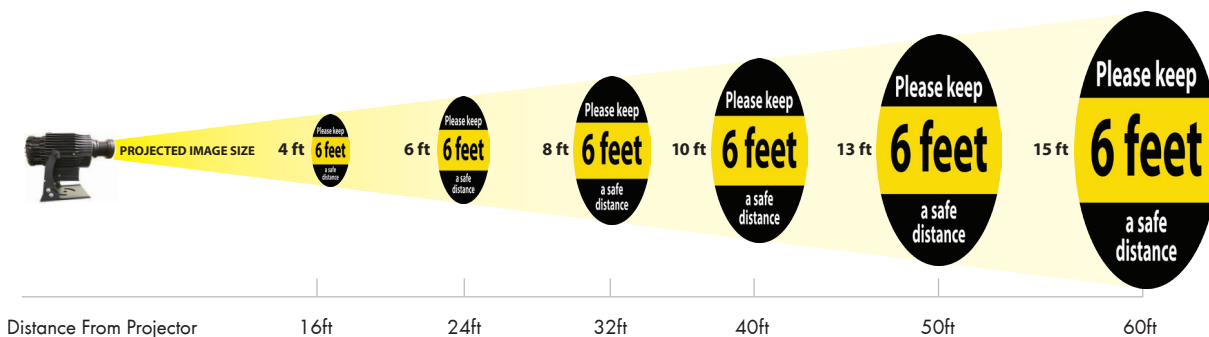 PROJECTED IMAGE SIZE
4 ft
Please keep
6 feet
a safe
distance
6 ft
Please keep
6 feet
a safe
distance
8 ft
Please keep
6 feet
a safe
distance
10 ft
Please keep
6 feet
a safe
distance
13 ft
Please keep
6 feet
a safe
distance
15 ft
Please keep
6 feet
a safe
distance
Distance From Projector
16ft
24ft
32ft
40ft
50ft
60ft